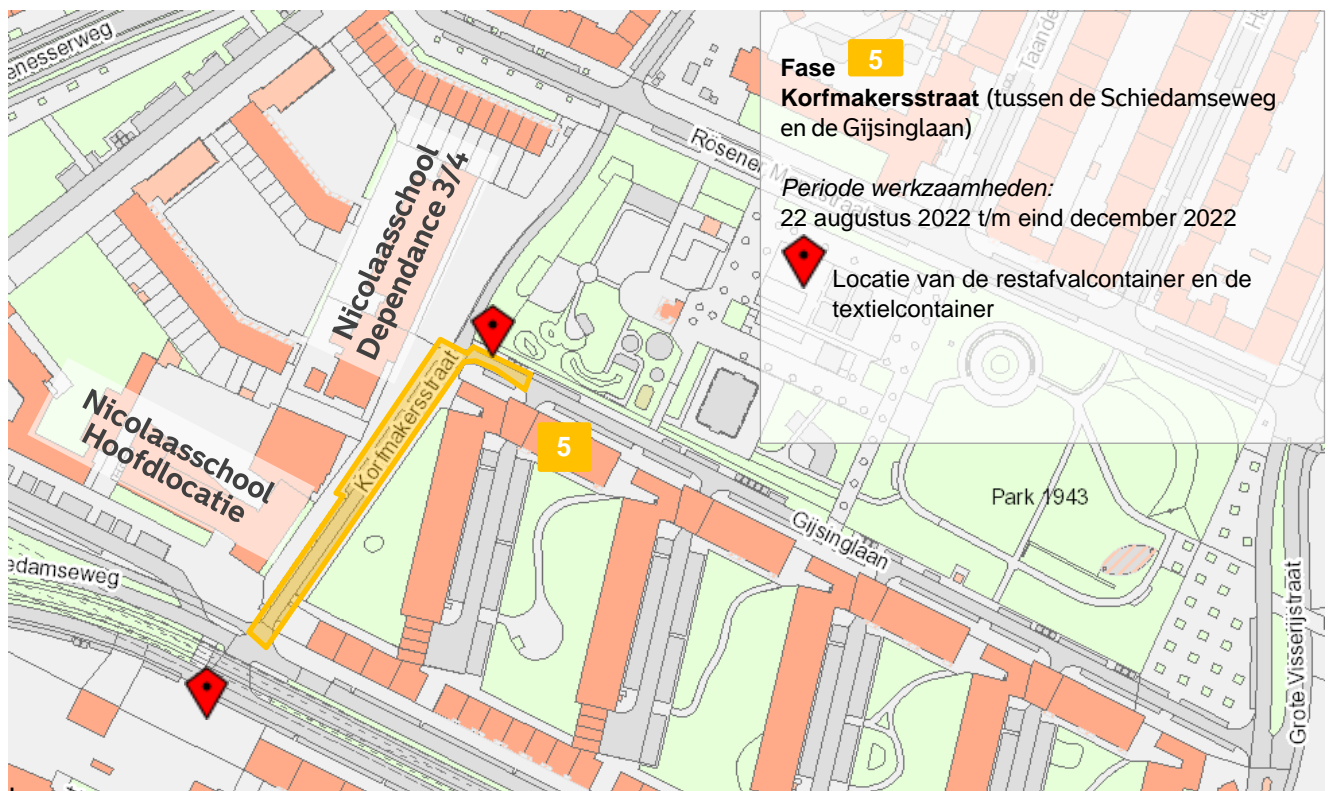 enesserweg
Nicolaasschool
Dependance 3/4
Nicolaasschool
Hoofdlocatie
Korfmakersstraat
5
edamseweg
Gijsinglaan
Park 1943
Grote Visserijstraat
Fase 5
Korfmakersstraat (tussen de Schiedamseweg
en de Gijsinglaan)
Periode werkzaamheden:
22 augustus 2022 t/m eind december 2022
Locatie van de restafvalcontainer en de
textielcontainer